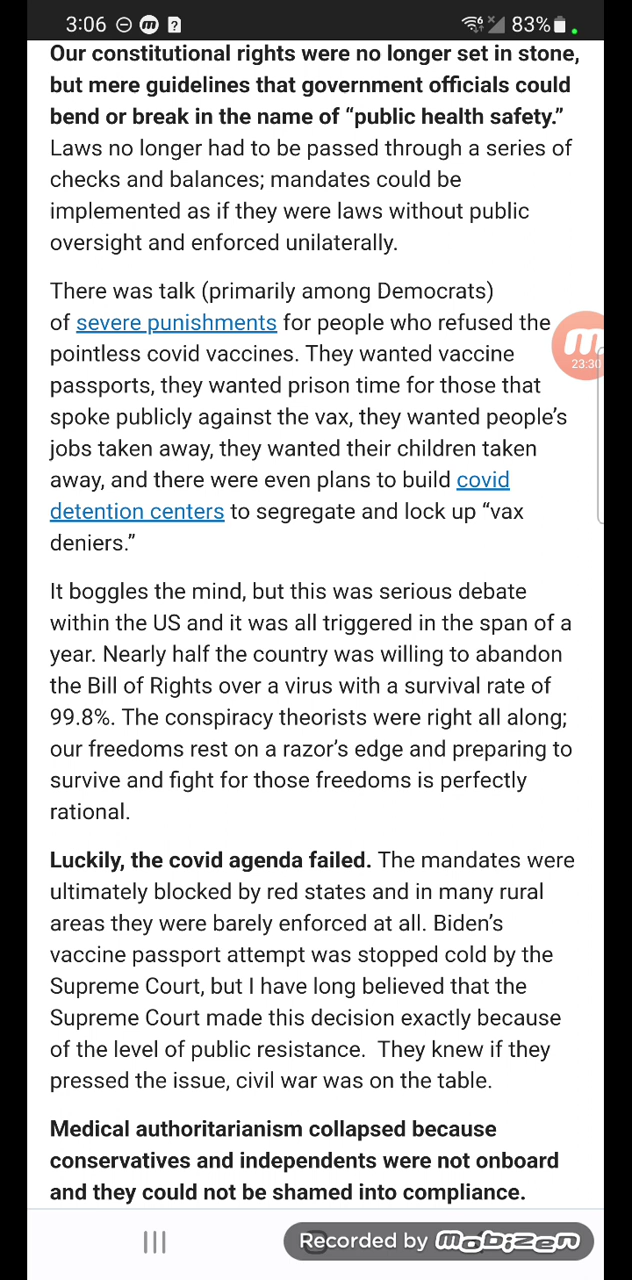 3:06
83%
Our constitutional rights were no longer set in stone,
but mere guidelines that government officials could
bend or break in the name of “public health safety.”
Laws no longer had to be passed through a series of
checks and balances; mandates could be
implemented as if they were laws without public
oversight and enforced unilaterally.
There was talk (primarily among Democrats)
of severe punishments for people who refused the
pointless covid vaccines. They wanted vaccine
23:30
passports, they wanted prison time for those that
spoke publicly against the vax, they wanted people’s
jobs taken away, they wanted their children taken
away, and there were even plans to build covid
detention centers to segregate and lock up “vax
deniers.”
It boggles the mind, but this was serious debate
within the US and it was all triggered in the span of a
year. Nearly half the country was willing to abandon
the Bill of Rights over a virus with a survival rate of
99.8%. The conspiracy theorists were right all along;
our freedoms rest on a razor’s edge and preparing to
survive and fight for those freedoms is perfectly
rational.
Luckily, the covid agenda failed. The mandates were
ultimately blocked by red states and in many rural
areas they were barely enforced at all. Biden’s
vaccine passport attempt was stopped cold by the
Supreme Court, but I have long believed that the
Supreme Court made this decision exactly because
of the level of public resistance.  They knew if they
pressed the issue, civil war was on the table.
Medical authoritarianism collapsed because
conservatives and independents were not onboard
and they could not be shamed into compliance.
Recorded by mobizen